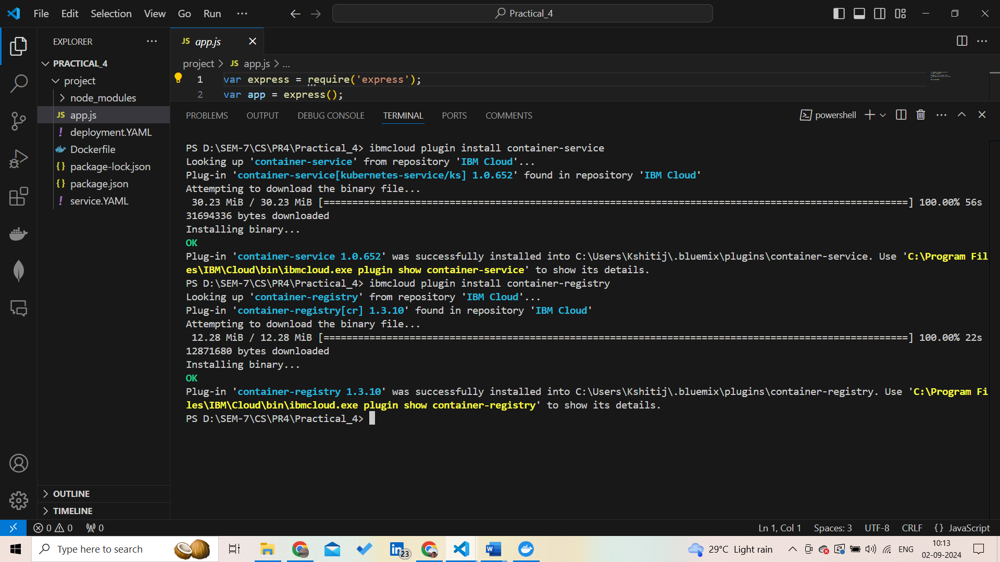 File Edit Selection View Go Run ...
Practical_4
EXPLORER ...
PRACTICAL_4
project
node_modules
JS app.js
! deployment.YAML
Dockerfile
{} package-lock.json
{} package.json
! service.YAML
OUTLINE
TIMELINE
JS app.js
project > JS app.js > ...
1 var express = require('express');
2 var app = express();
PROBLEMS OUTPUT DEBUG CONSOLE TERMINAL PORTS COMMENTS
powershell
PS D:\SEM-7\CS\PR4\Practical_4> ibmcloud plugin install container-service
Looking up 'container-service' from repository 'IBM Cloud'...
Plug-in 'container-service[kubernetes-service/ks] 1.0.652' found in repository 'IBM Cloud'
Attempting to download the binary file...
30.23 MiB / 30.23 MiB [======================================================================================================] 100.00% 56s
31694336 bytes downloaded
Installing binary...
OK
Plug-in 'container-service 1.0.652' was successfully installed into C:\Users\Kshitij\.bluemix\plugins\container-service. Use 'C:\Program Fil
es\IBM\Cloud\bin\ibmcloud.exe plugin show container-service' to show its details.
PS D:\SEM-7\CS\PR4\Practical_4> ibmcloud plugin install container-registry
Looking up 'container-registry' from repository 'IBM Cloud'...
Plug-in 'container-registry[cr] 1.3.10' found in repository 'IBM Cloud'
Attempting to download the binary file...
12.28 MiB / 12.28 MiB [======================================================================================================] 100.00% 22s
12871680 bytes downloaded
Installing binary...
OK
Plug-in 'container-registry 1.3.10' was successfully installed into C:\Users\Kshitij\.bluemix\plugins\container-registry. Use 'C:\Program Fi
les\IBM\Cloud\bin\ibmcloud.exe plugin show container-registry' to show its details.
PS D:\SEM-7\CS\PR4\Practical_4>
0 0 0 Ln 1, Col 1 Spaces: 3 UTF-8 CRLF {} JavaScript
Type here to search 23 29°C Light rain ENG 10:13
02-09-2024